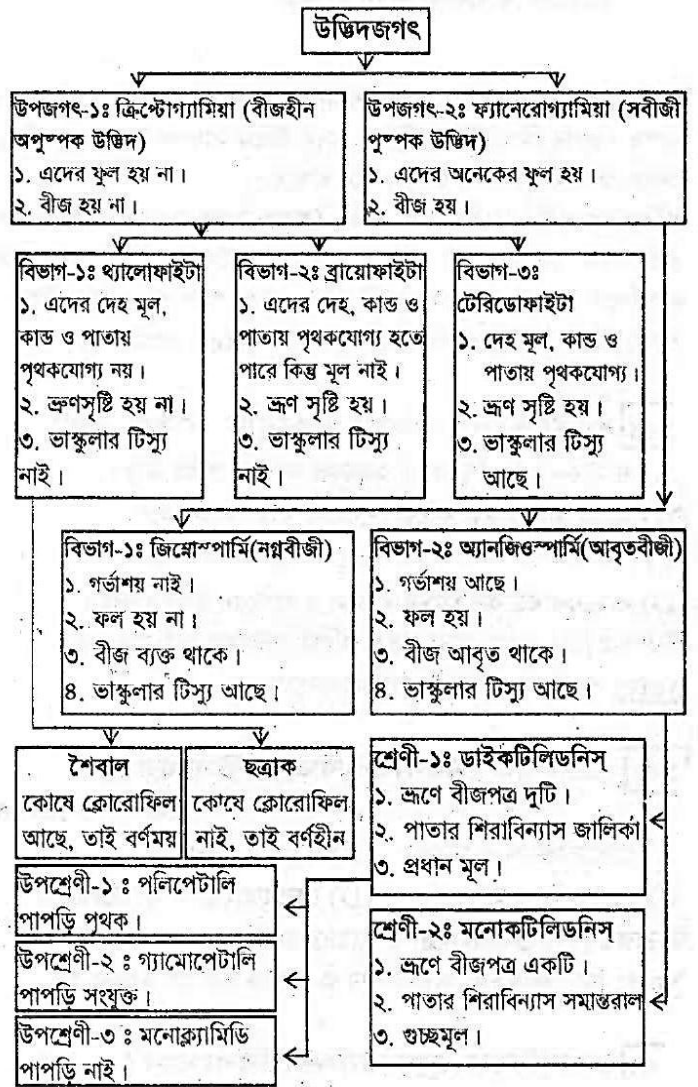 উদ্ভিদজগৎ
উপজগৎ-১ঃ ক্রিপ্টোগ্যামিয়া (বীজহীন
অপুষ্পক উদ্ভিদ)
১. এদের ফুল হয় না।
২. বীজ হয় না।
উপজগৎ-২ঃ ফ্যানেরোগ্যামিয়া (সবীজী
পুষ্পক উদ্ভিদ)
১. এদের অনেকের ফুল হয়।
২. বীজ হয়।
বিভাগ-১ঃ থ্যালোফাইটা
১. এদের দেহ মূল,
কান্ড ও পাতায়
পৃথকযোগ্য নয়।
২. ভ্রুণসৃষ্টি হয় না।
৩. ভাস্কুলার টিস্যু
নাই।
বিভাগ-২ঃ ব্রায়োফাইটা
১. এদের দেহ, কান্ড ও
পাতায় পৃথকযোগ্য হতে
পারে কিন্তু মূল নাই।
২. ভ্রূণ সৃষ্টি হয়।
৩. ভাস্কুলার টিস্যু
নাই।
বিভাগ-৩ঃ
টেরিডোফাইটা
১. দেহ মূল, কান্ড ও
পাতায় পৃথকযোগ্য।
২. ভ্রূণ সৃষ্টি হয়।
৩. ভাস্কুলার টিস্যু
আছে।
বিভাগ-১ঃ জিম্নোস্পার্মি(নগ্নবীজী)
১. গর্ভাশয় নাই।
২. ফল হয় না।
৩. বীজ ব্যক্ত থাকে।
৪. ভাস্কুলার টিস্যু আছে।
বিভাগ-২ঃ অ্যানজিওস্পার্মি(আবৃতবীজী)
১. গর্ভাশয় আছে।
২. ফল হয়।
৩. বীজ আবৃত থাকে।
৪. ভাস্কুলার টিস্যু আছে।
শৈবাল
কোষে ক্লোরোফিল
আছে, তাই বর্ণময়
ছত্রাক
কোষে ক্লোরোফিল
নাই, তাই বর্ণহীন
শ্রেণী-১ঃ ডাইকটিলিডনিস
১. ভ্রূণে বীজপত্র দুটি।
২. পাতার শিরাবিন্যাস জালিকা
৩. প্রধান মূল।
উপশ্রেণী-১ ঃ পলিপেটালি
পাপড়ি পৃথক।
উপশ্রেণী-২ ঃ গ্যামোপেটালি
পাপড়ি সংযুক্ত।
উপশ্রেণী-৩ ঃ মনোক্ল্যামিডি
পাপড়ি নাই।
শ্রেণী-২ঃ মনোকটিলিডনিস
১. ভ্রূণে বীজপত্র একটি।
২. পাতার শিরাবিন্যাস সমান্তরাল
৩. গুচ্ছমূল।